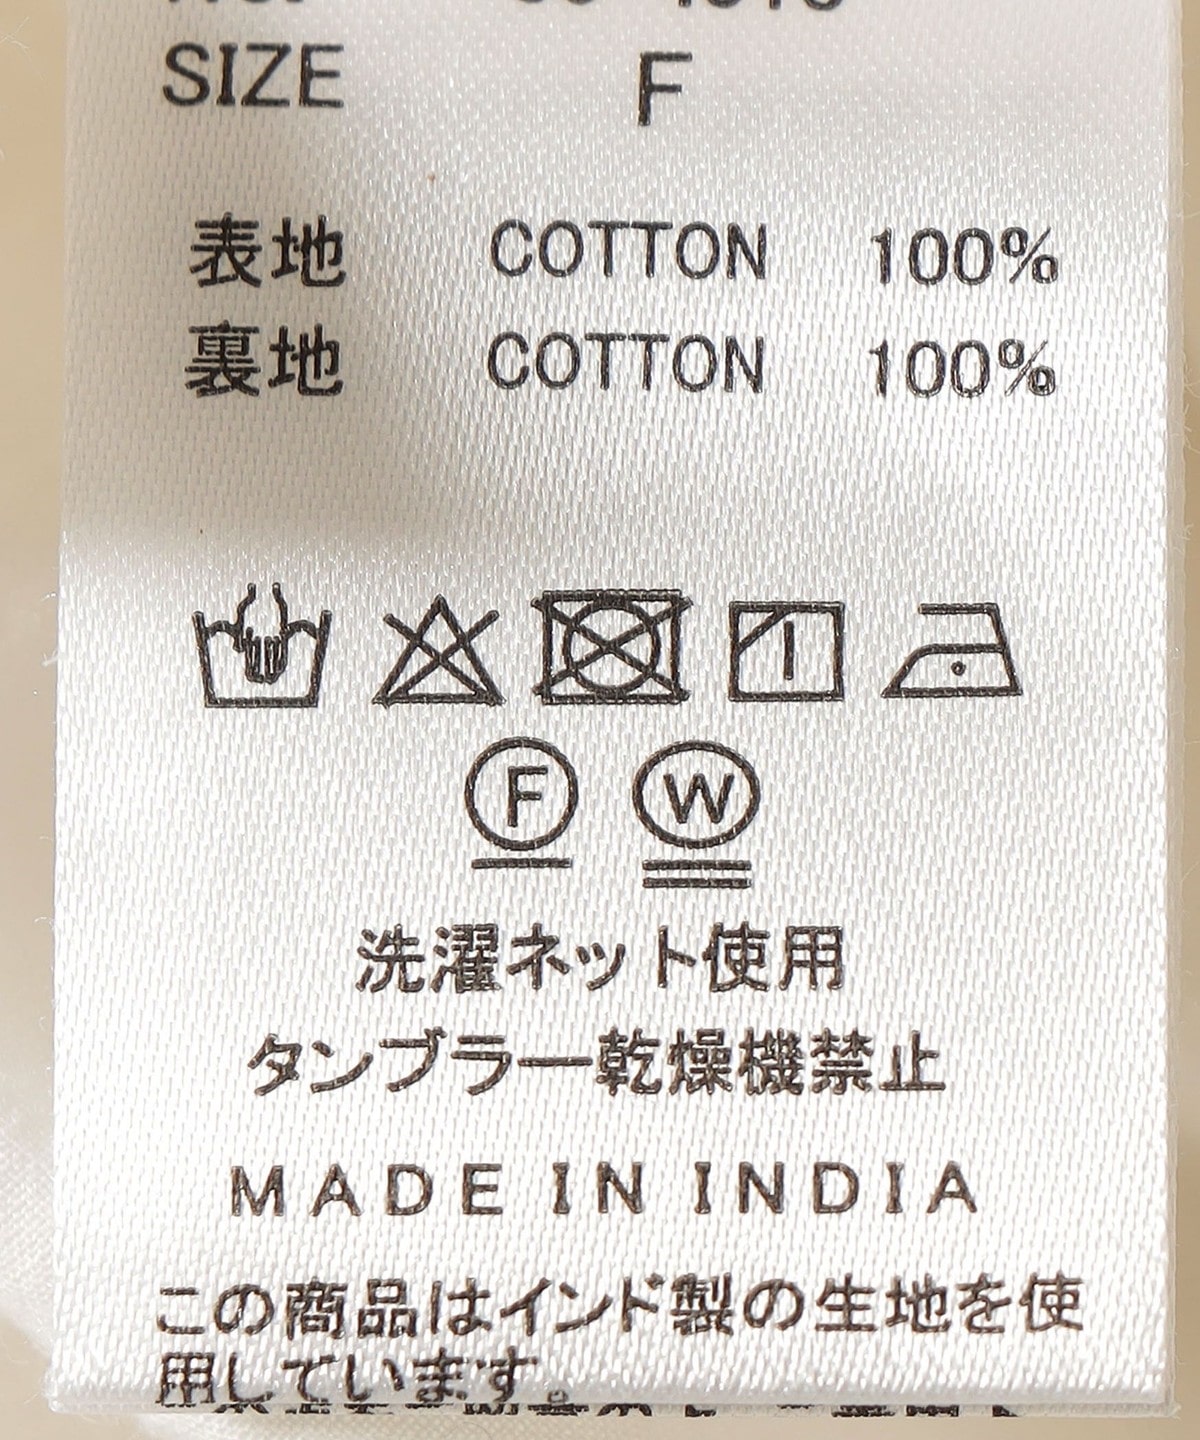 SIZE F
表地 COTTON 100%
裏地 COTTON 100%
F W
洗濯ネット使用
タンブラー乾燥機禁止
MADE IN INDIA
この商品はインド製の生地を使
用しています。